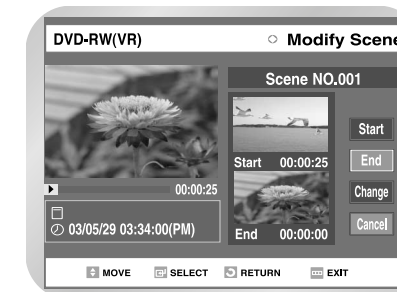 DVD-RW(VR)
Modify Scene
Scene NO.001
Start 00:00:25
End 00:00:00
Start
End
Change
Cancel
00:00:25
03/05/29 03:34:00(PM)
MOVE SELECT RETURN EXIT